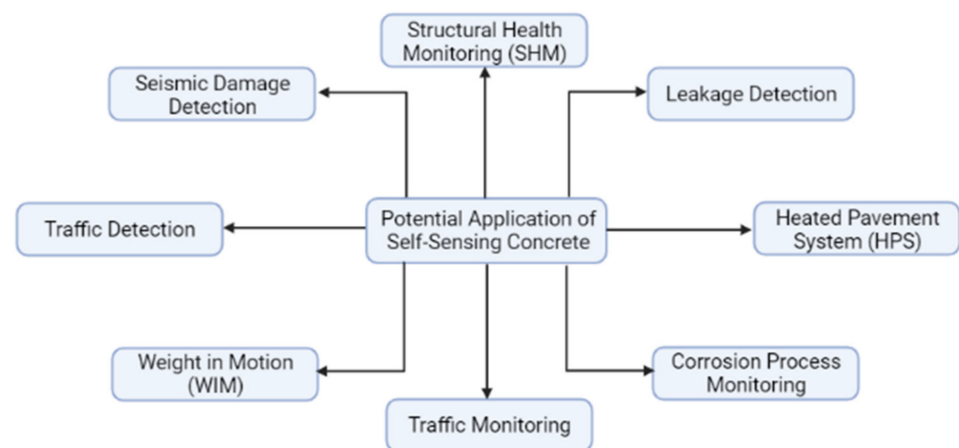 Structural Health
Monitoring (SHM)
Seismic Damage
Detection
Leakage Detection
Traffic Detection
Potential Application of
Self-Sensing Concrete
Heated Pavement
System (HPS)
Weight in Motion
(WIM)
Corrosion Process
Monitoring
Traffic Monitoring